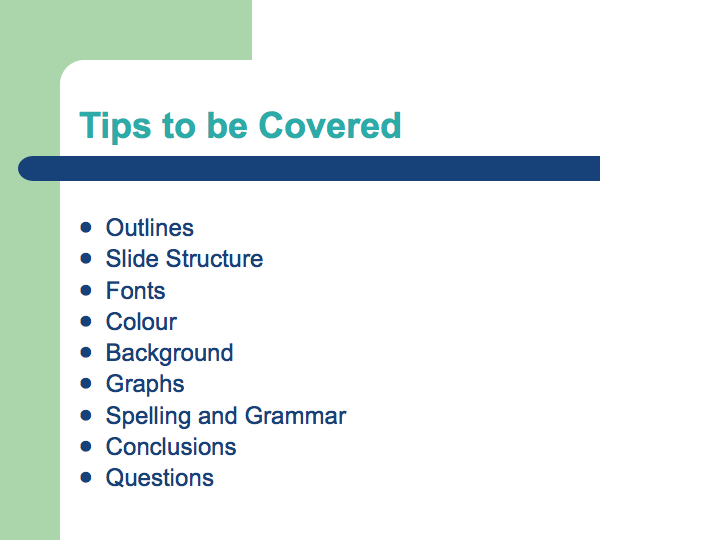 Tips to be Covered
Outlines
Slide Structure
Fonts
Colour
Background
Graphs
Spelling and Grammar
Conclusions
Questions